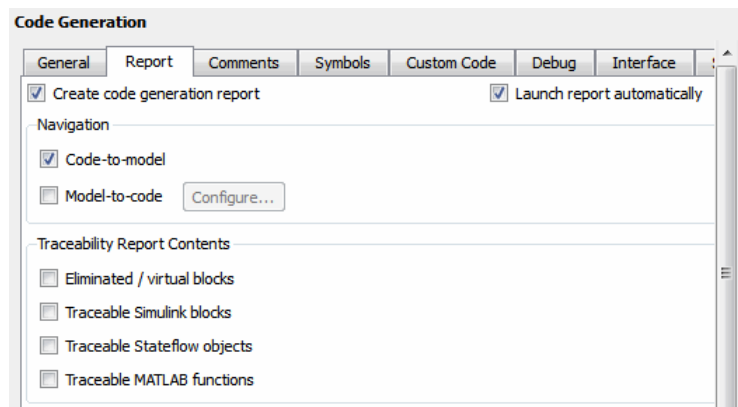 Code Generation
General Report Comments Symbols Custom Code Debug Interface
Create code generation report Launch report automatically
Navigation
Code-to-model
Model-to-code Configure...
Traceability Report Contents
Eliminated / virtual blocks
Traceable Simulink blocks
Traceable Stateflow objects
Traceable MATLAB functions